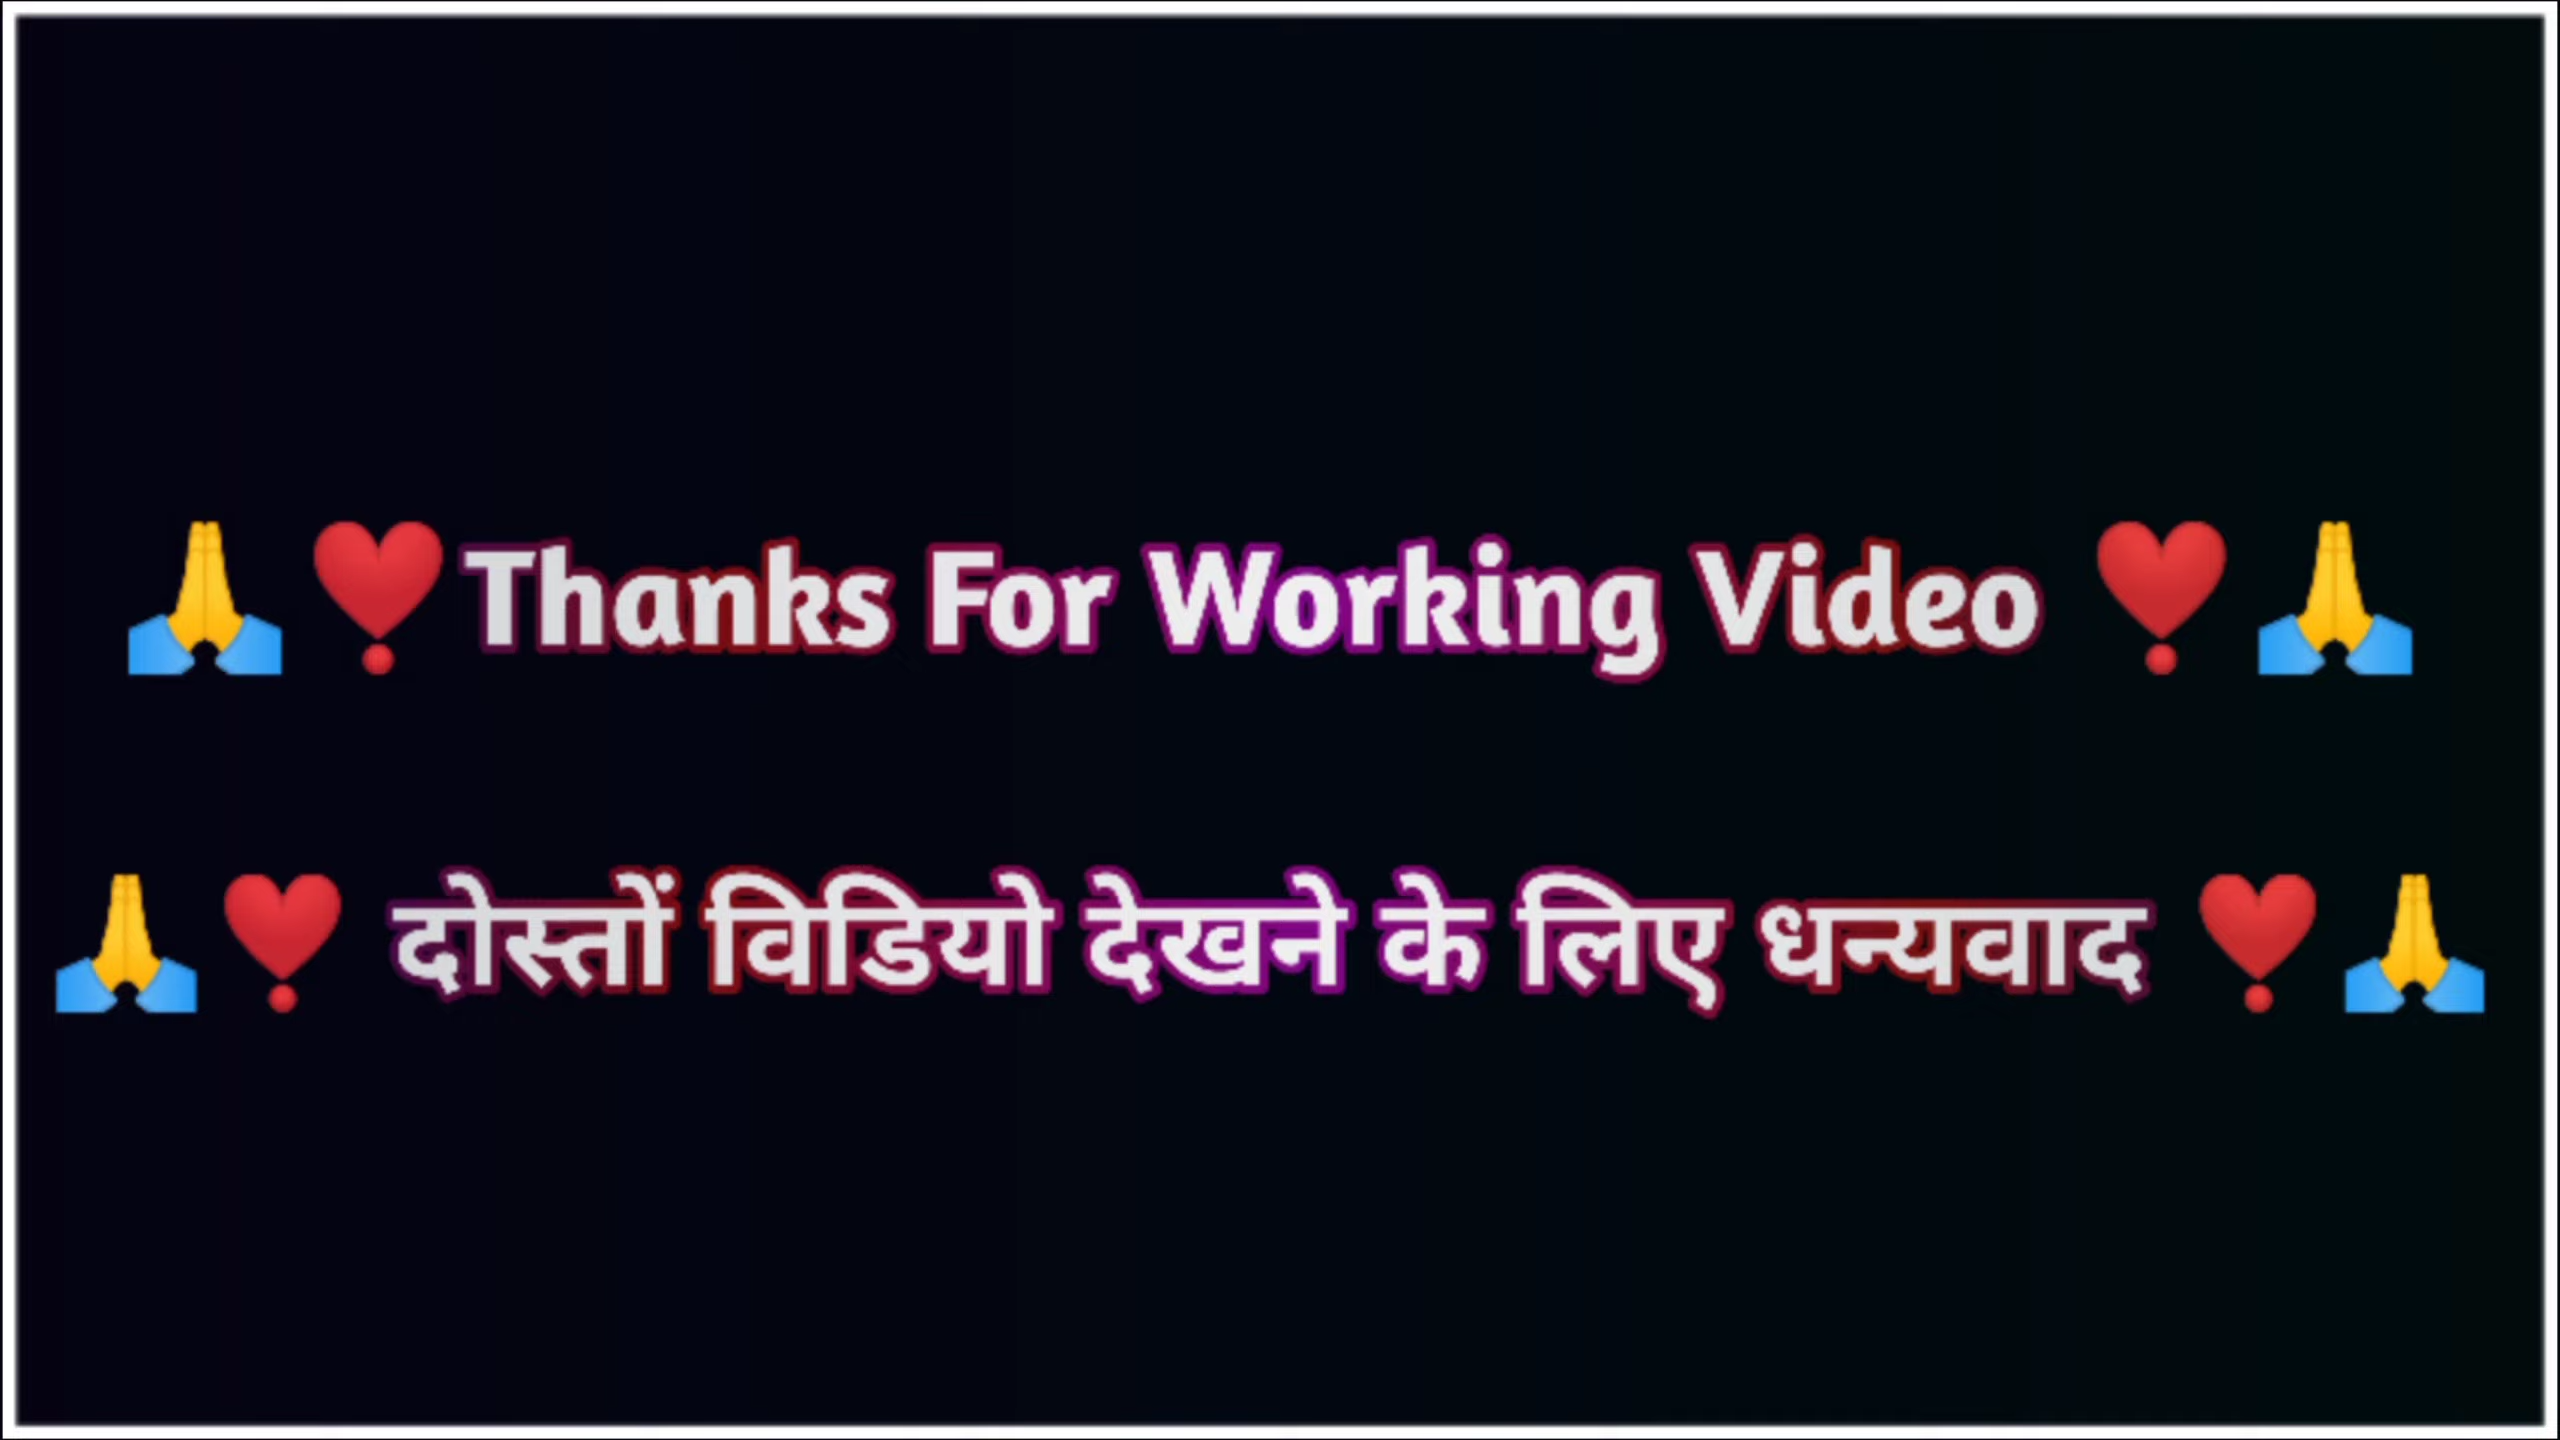 🙏❣️Thanks For Working Video ❣️🙏
🙏❣️ दोस्तों विडियो देखने के लिए धन्यवाद ❣️🙏